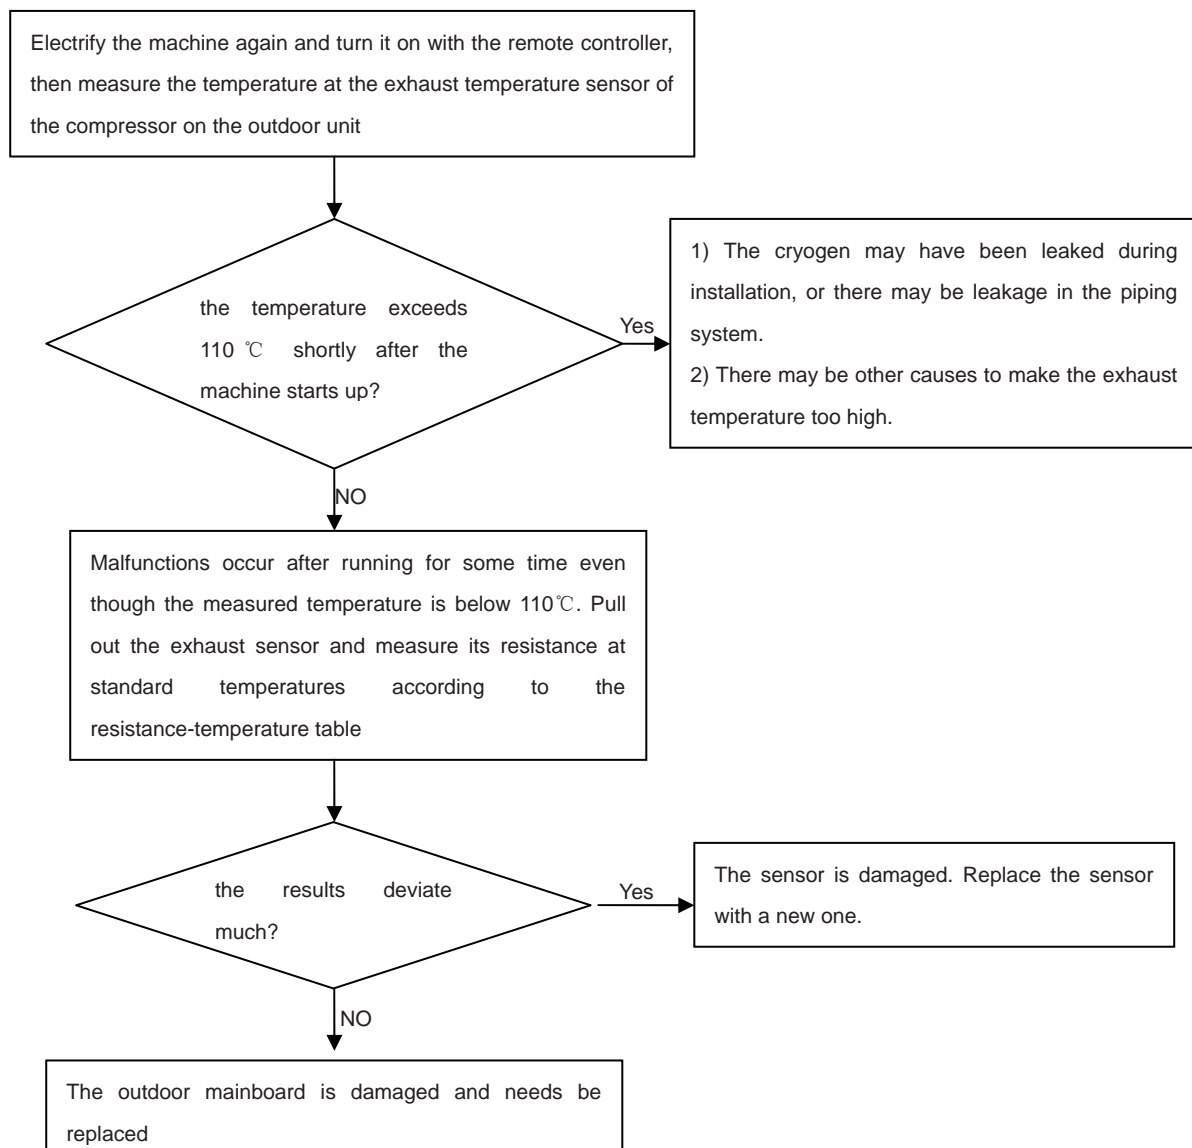 Electrify the machine again and turn it on with the remote controller,
then measure the temperature at the exhaust temperature sensor of
the compressor on the outdoor unit
the temperature exceeds
110 ℃ shortly after the
machine starts up?
Yes
1) The cryogen may have been leaked during
installation, or there may be leakage in the piping
system.
2) There may be other causes to make the exhaust
temperature too high.
NO
Malfunctions occur after running for some time even
though the measured temperature is below 110℃. Pull
out the exhaust sensor and measure its resistance at
standard temperatures according to the
resistance-temperature table
the results deviate
much?
Yes
The sensor is damaged. Replace the sensor
with a new one.
NO
The outdoor mainboard is damaged and needs be
replaced